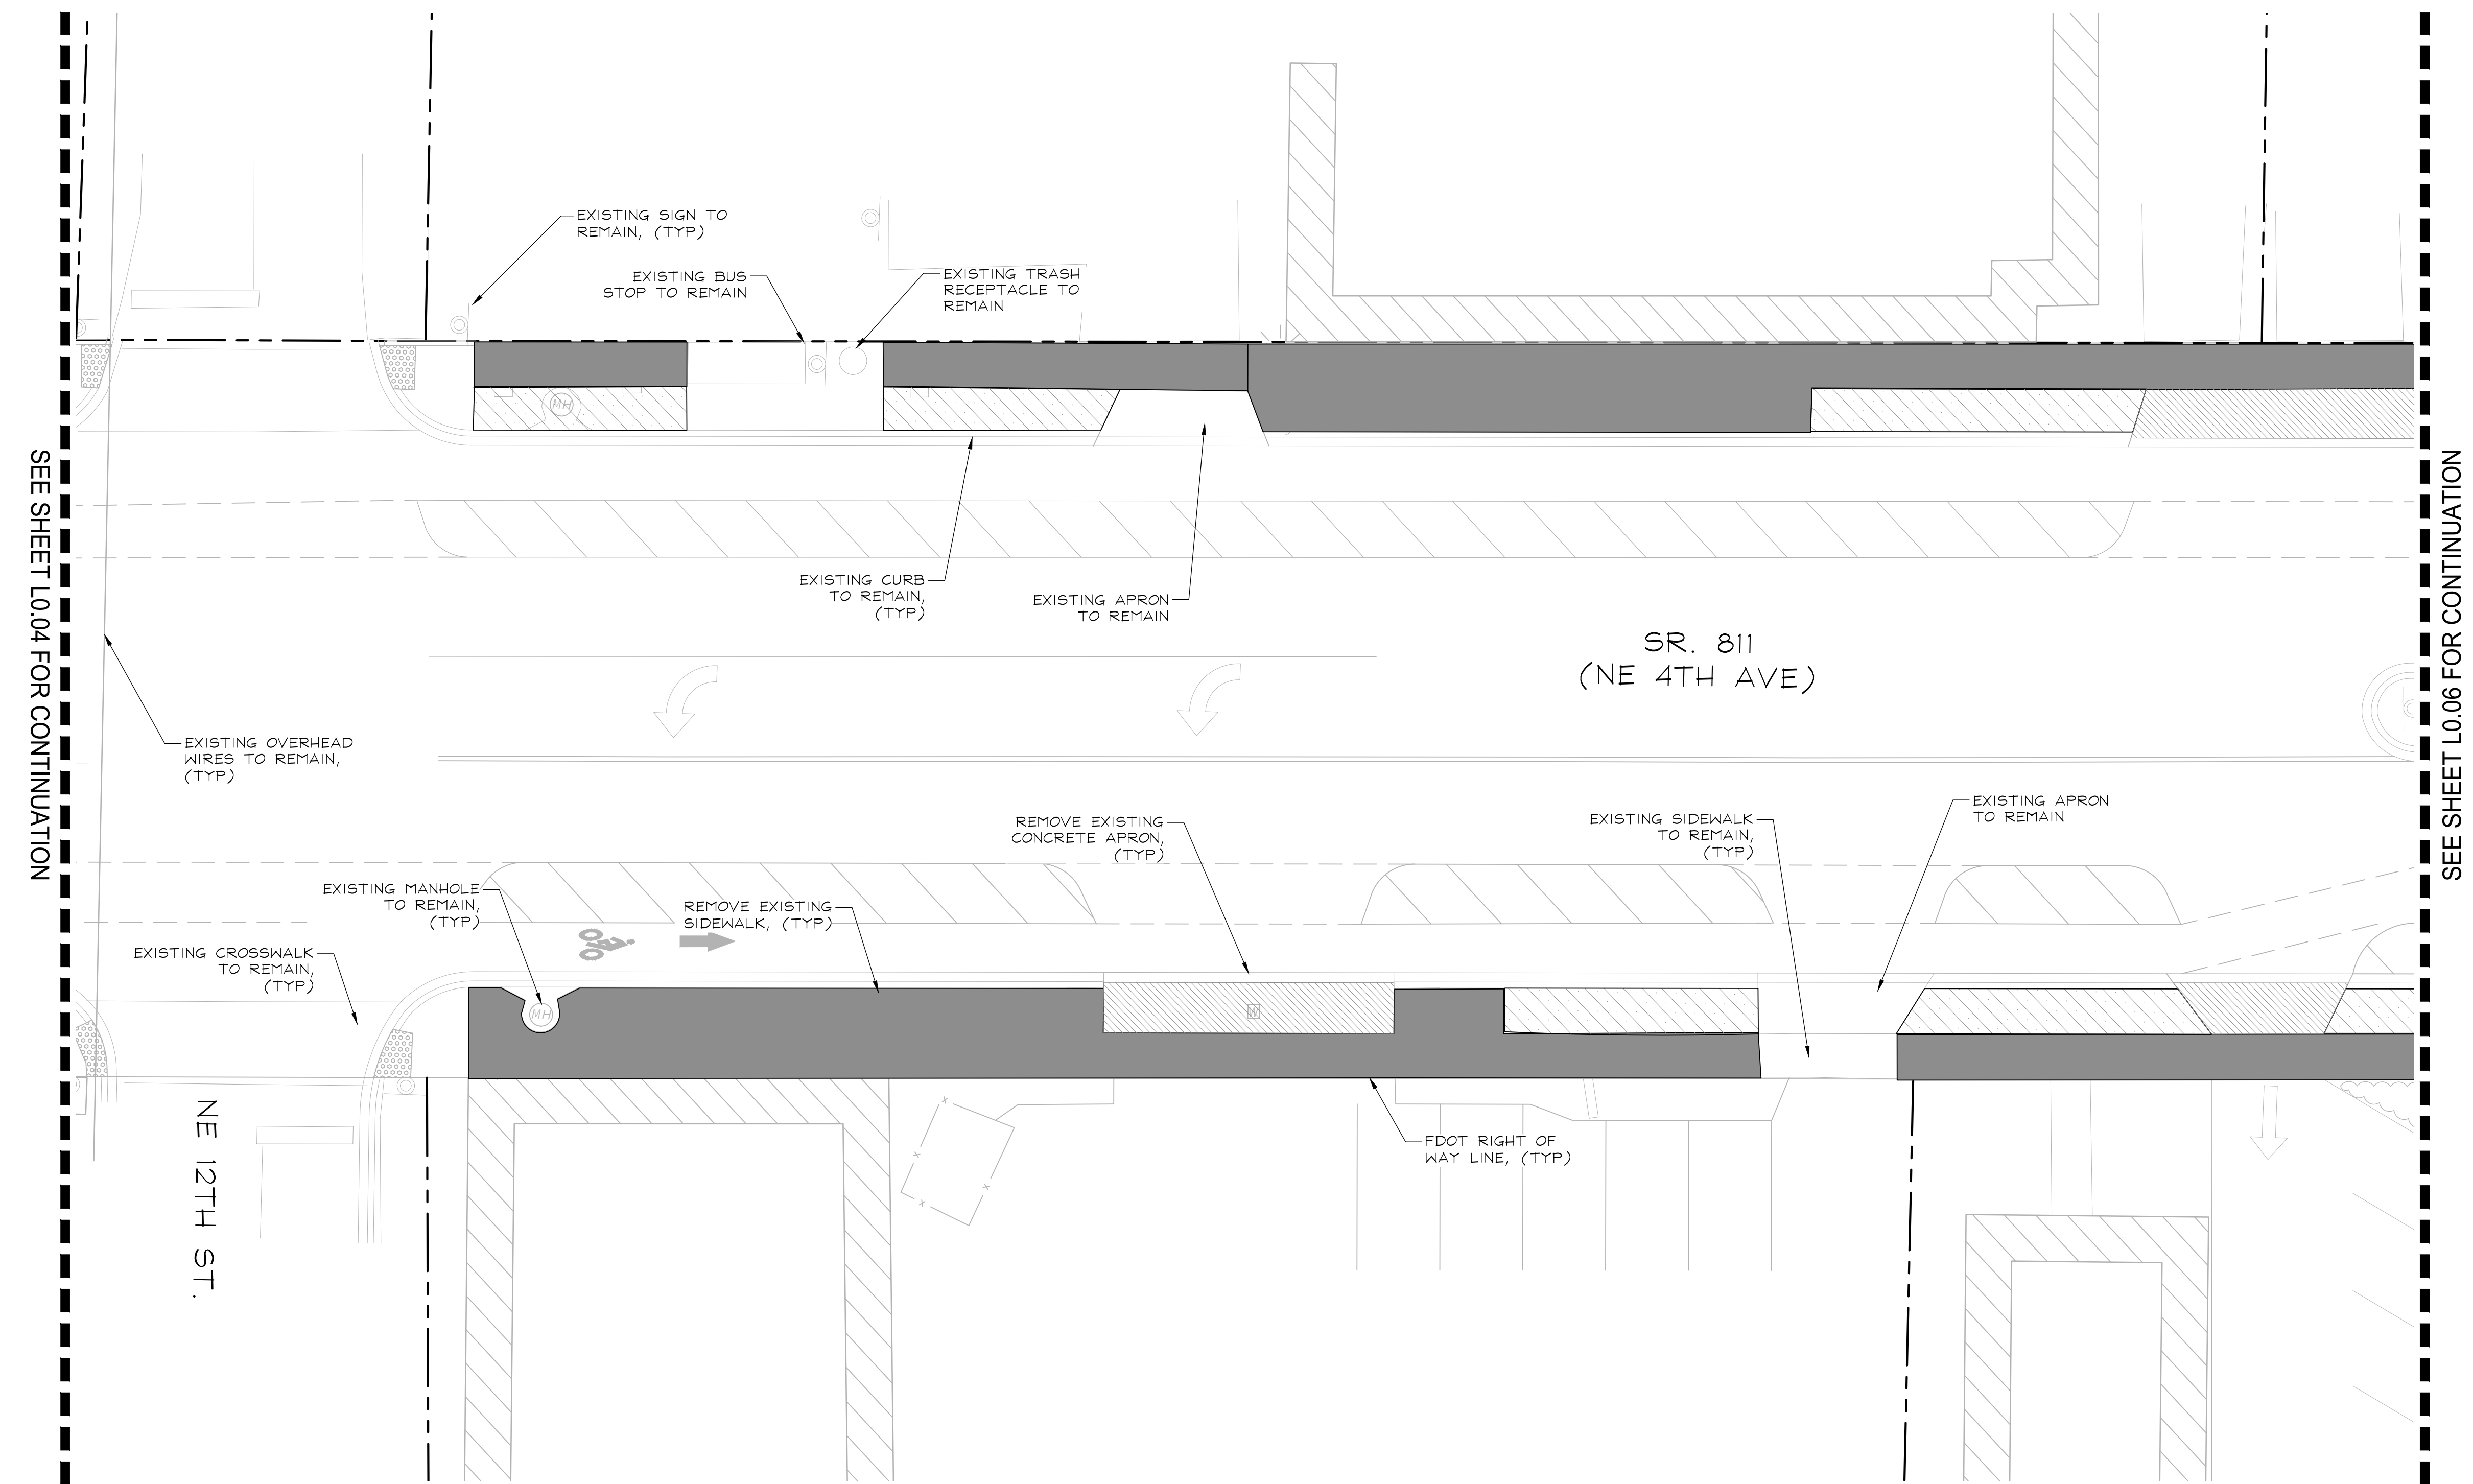 EXISTING SIGN TO
REMAIN, (TYP)
EXISTING BUS
STOP TO REMAIN
EXISTING TRASH
RECEPTACLE TO
REMAIN
MH
SEE SHEET L0.04 FOR CONTINUATION
SEE SHEET L0.06 FOR CONTINUATION
EXISTING CURB
TO REMAIN,
(TYP)
EXISTING APRON
TO REMAIN
SR. 811
(NE 4TH AVE)
EXISTING OVERHEAD
WIRES TO REMAIN,
(TYP)
REMOVE EXISTING
CONCRETE APRON,
(TYP)
EXISTING SIDEWALK
TO REMAIN,
(TYP)
EXISTING APRON
TO REMAIN
EXISTING MANHOLE
TO REMAIN,
(TYP)
REMOVE EXISTING
SIDEWALK, (TYP)
EXISTING CROSSWALK
TO REMAIN,
(TYP)
MH
W
NE 12TH ST.
FDOT RIGHT OF
WAY LINE, (TYP)
x
x
x
x